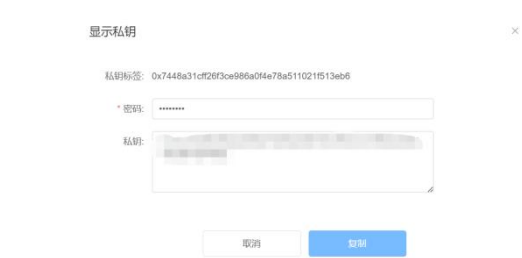 显示私钥
私钥标签: 0x7448a31cff26f3ce986a0f4e78a511021f513eb6
* 密码: ••••••••
私钥:
取消 复制